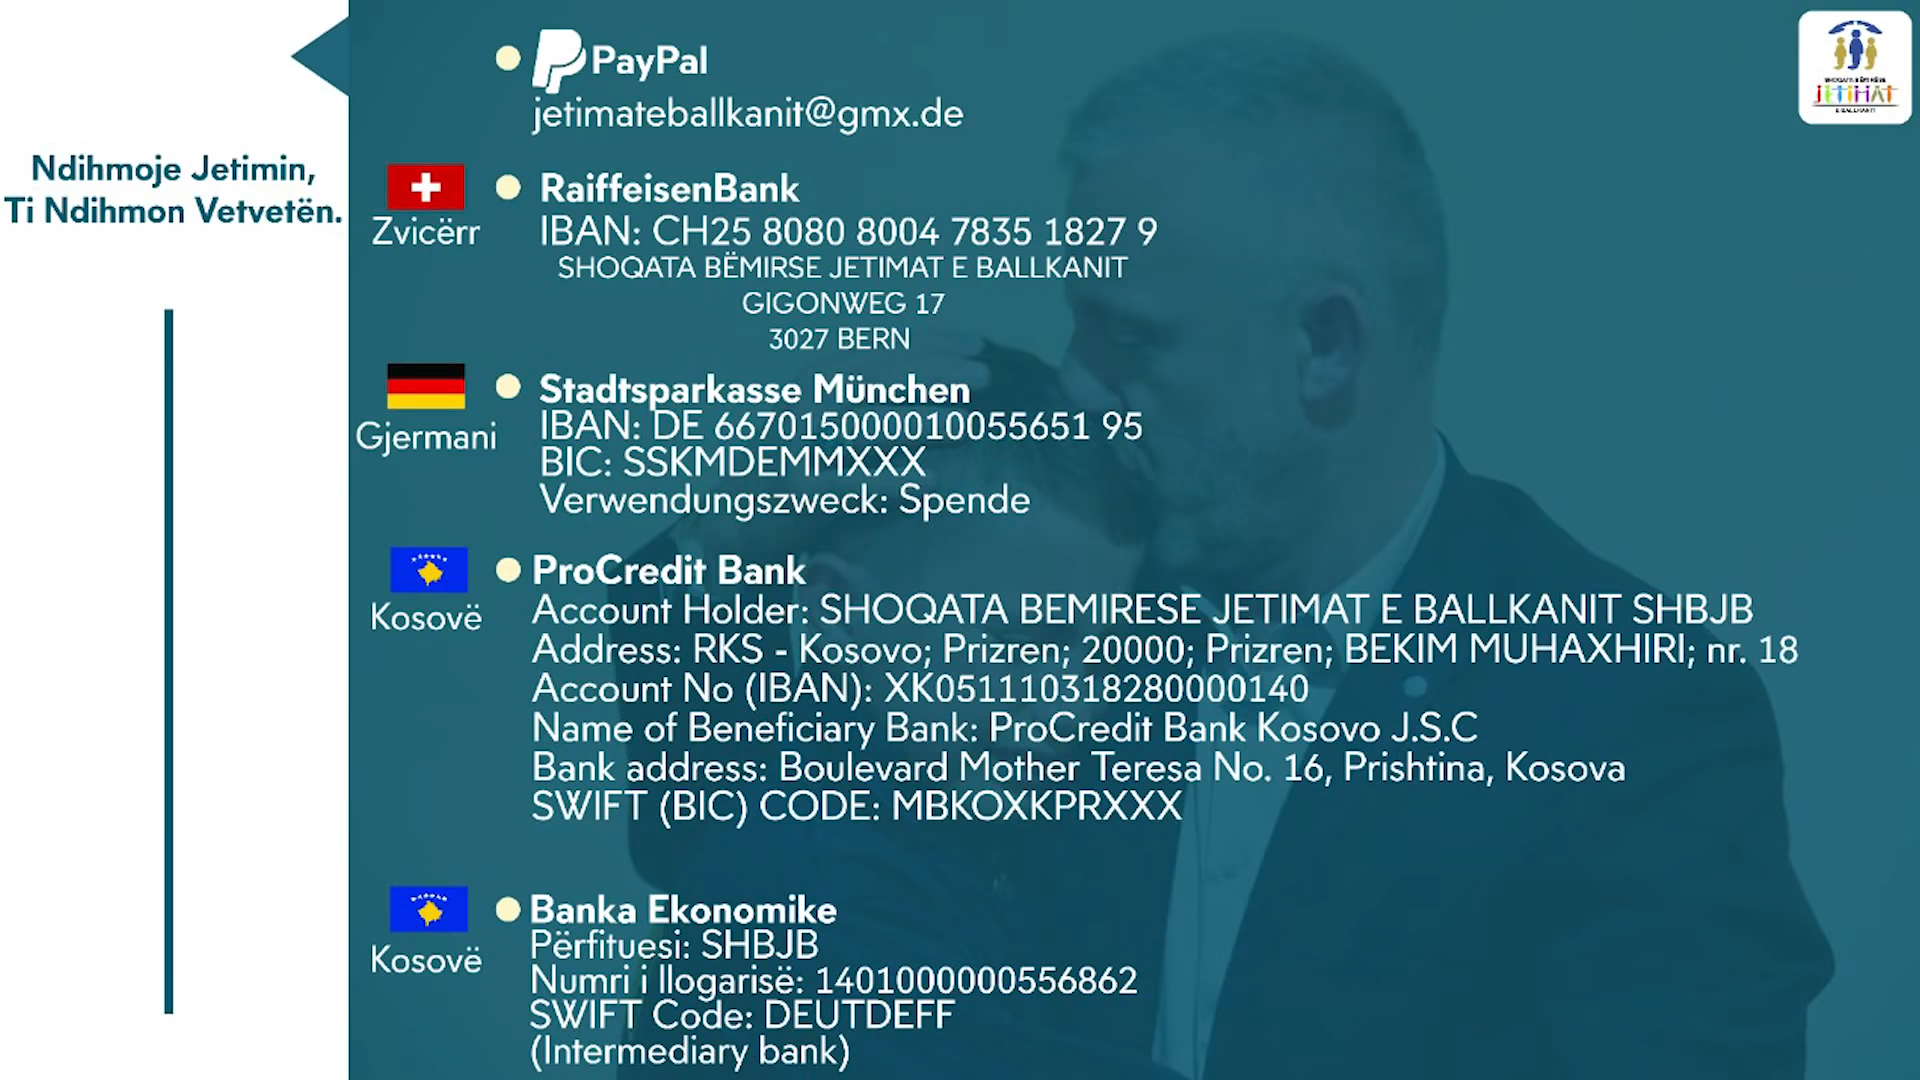 Ndihmoje Jetimin,
Ti Ndihmon Vetvetën.
PayPal
jetimateballkanit@gmx.de
Zvicërr
RaiffeisenBank
IBAN: CH25 8080 8004 7835 1827 9
SHOQATA BËMIRSE JETIMAT E BALLKANIT
GIGONWEG 17
3027 BERN
Gjermani
Stadtsparkasse München
IBAN: DE 667015000010055651 95
BIC: SSKMDEMMXXX
Verwendungszweck: Spende
Kosovë
ProCredit Bank
Account Holder: SHOQATA BEMIRESE JETIMAT E BALLKANIT SHBJB
Address: RKS - Kosovo; Prizren; 20000; Prizren; BEKIM MUHAXHIRI; nr. 18
Account No (IBAN): XK051110318280000140
Name of Beneficiary Bank: ProCredit Bank Kosovo J.S.C
Bank address: Boulevard Mother Teresa No. 16, Prishtina, Kosova
SWIFT (BIC) CODE: MBKOXKPRXXX
Kosovë
Banka Ekonomike
Përfituesi: SHBJB
Numri i llogarisë: 1401000000556862
SWIFT Code: DEUTDEFF
(Intermediary bank)
JETIMAT